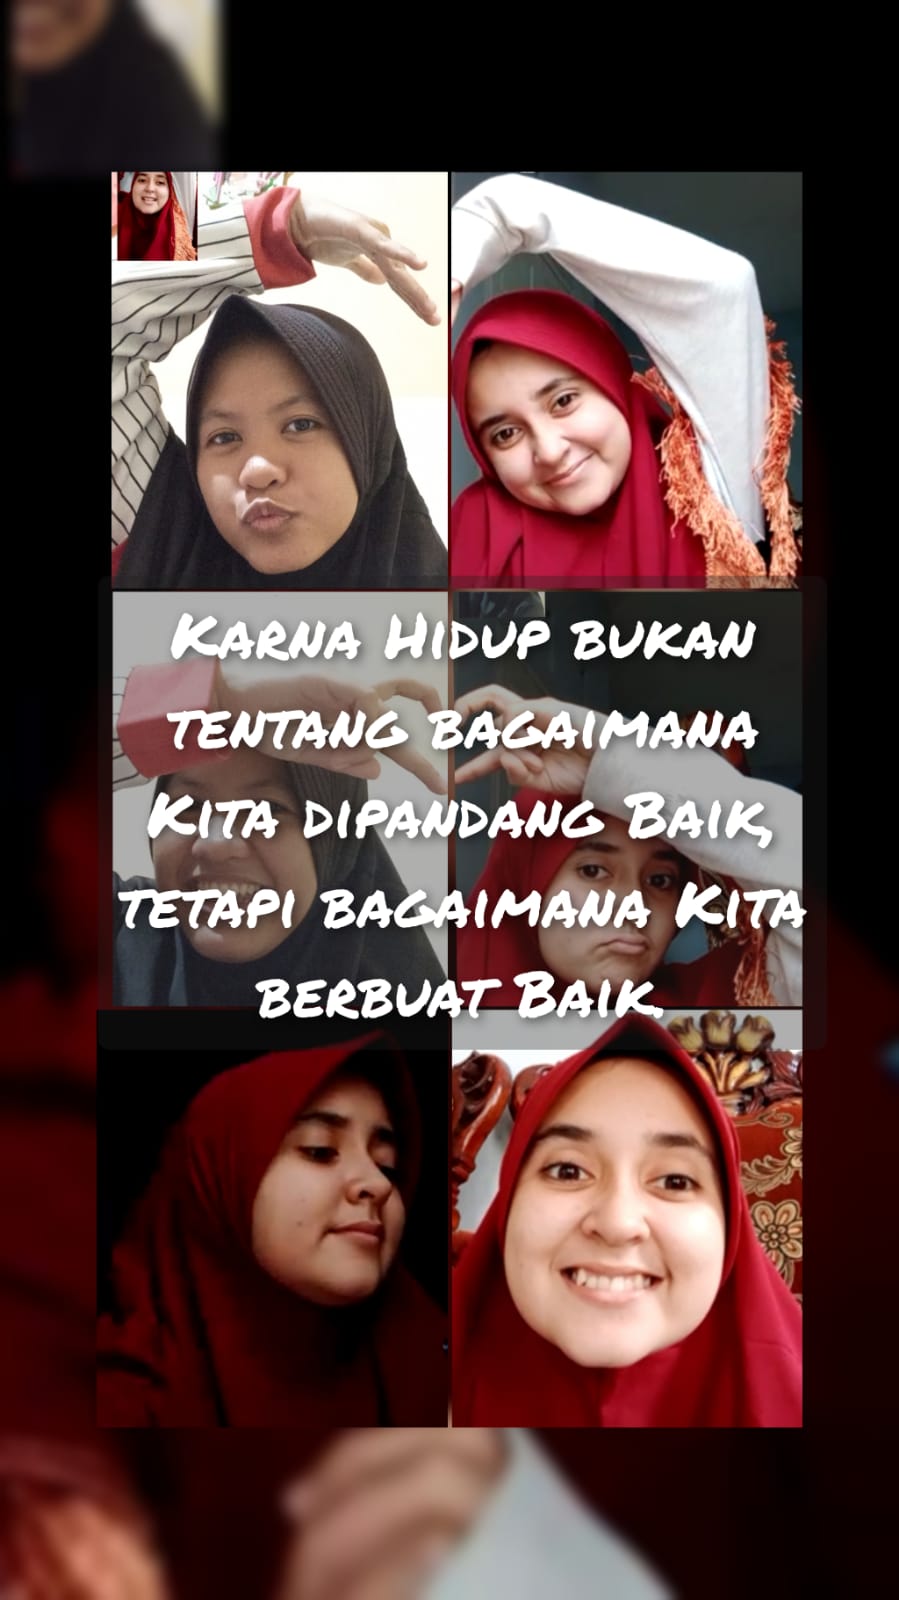 Karna Hidup bukan
tentang bagaimana
Kita dipandang Baik,
tetapi bagaimana Kita
berbuat Baik.